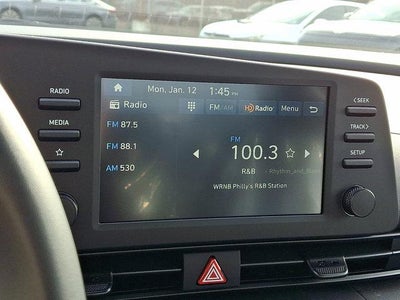 Mon. Jan. 12 1:45 PM
Radio FM/AM HD Radio Menu
FM 87.5
FM 88.1
AM 530
FM
100.3
R&B
WRNB Philly's R&B Station
RADIO
MEDIA
SEEK
TRACK
SETUP